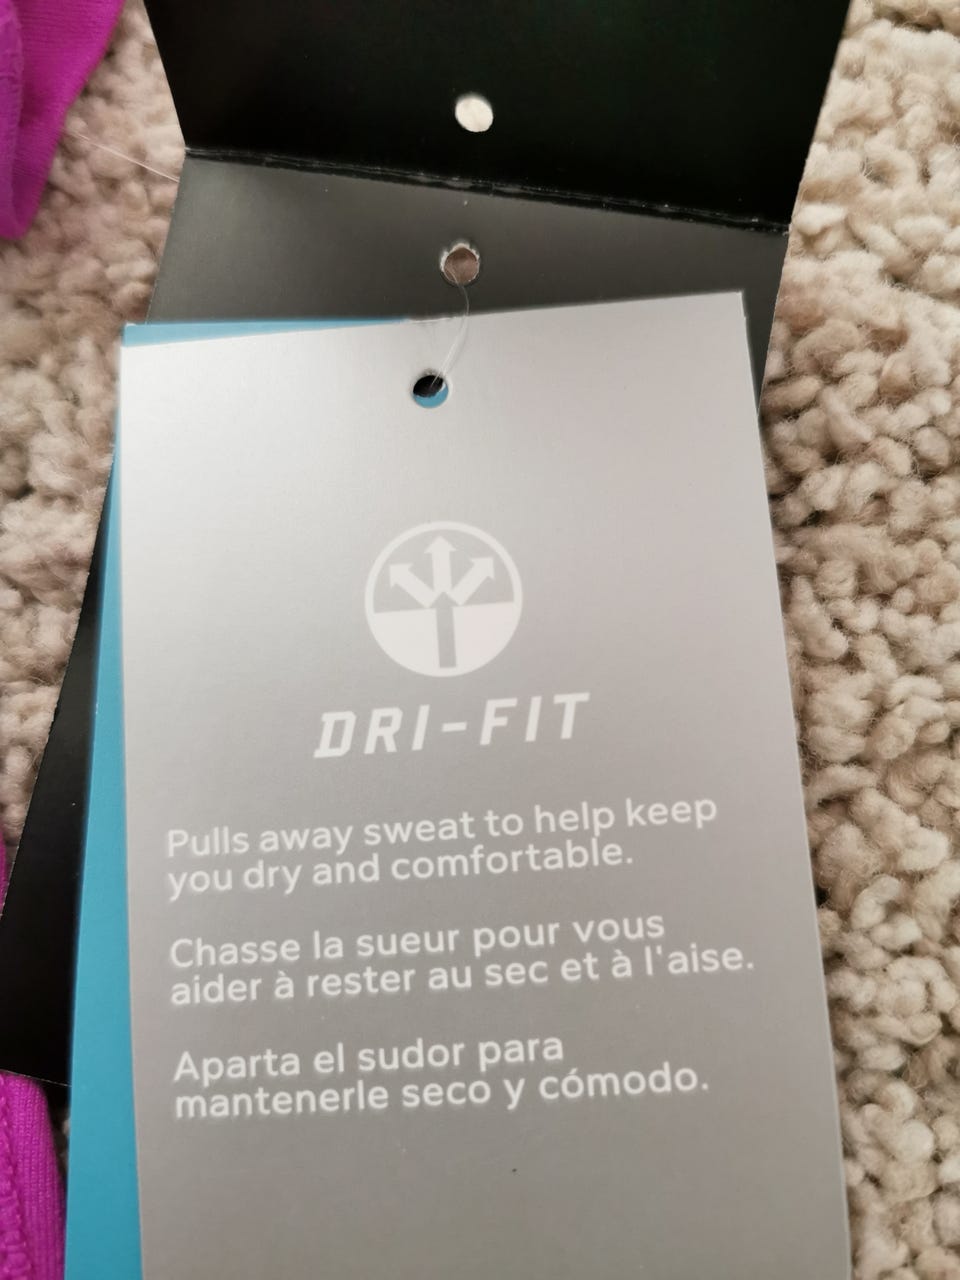 DRI-FIT
Pulls away sweat to help keep
you dry and comfortable.
Chasse la sueur pour vous
aider à rester au sec et à l'aise.
Aparta el sudor para
mantenerle seco y cómodo.